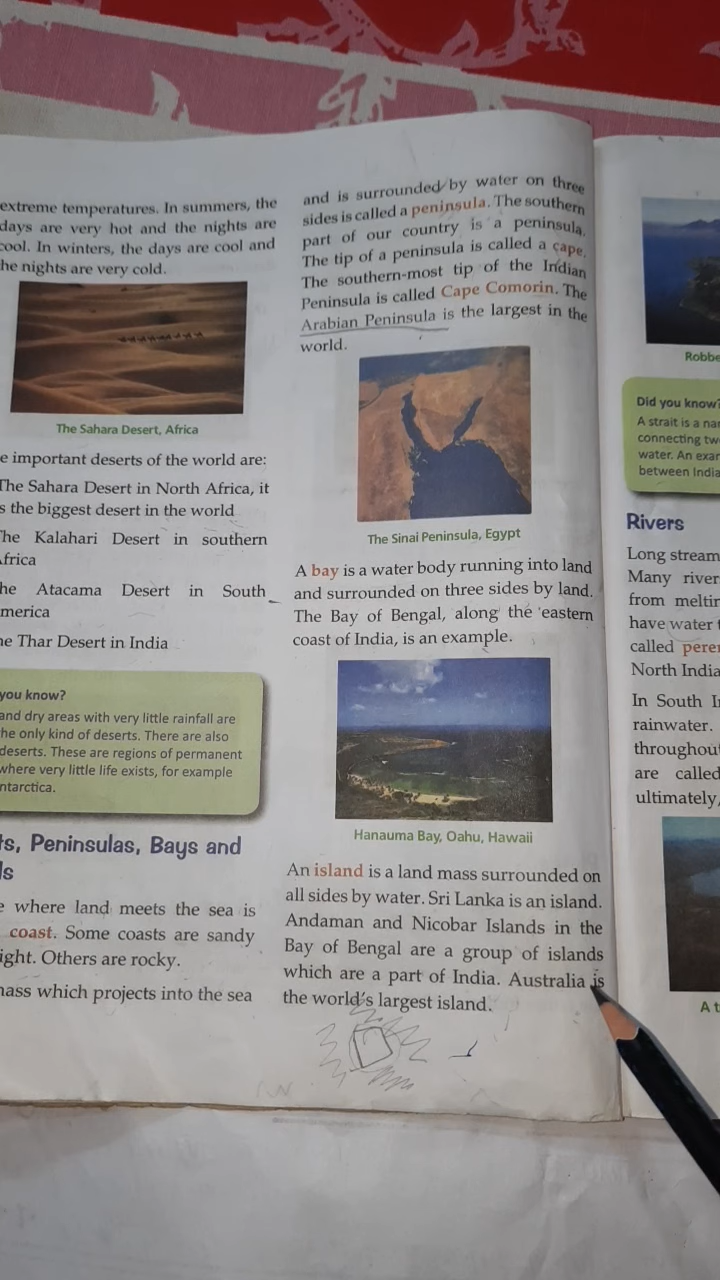 extreme temperatures. In summers, the
days are very hot and the nights are
cool. In winters, the days are cool and
he nights are very cold.
The Sahara Desert, Africa
e important deserts of the world are:
The Sahara Desert in North Africa, it
s the biggest desert in the world
The Kalahari Desert in southern
Africa
he Atacama Desert in South
merica
ne Thar Desert in India
you know?
and dry areas with very little rainfall are
he only kind of deserts. There are also
deserts. These are regions of permanent
where very little life exists, for example
ntarctica.
ts, Peninsulas, Bays and
ds
e where land meets the sea is
coast. Some coasts are sandy
ight. Others are rocky.
mass which projects into the sea
and is surrounded by water on three
sides is called a peninsula. The southern
part of our country is a peninsula.
The tip of a peninsula is called a cape.
The southern-most tip of the Indian
Peninsula is called Cape Comorin. The
Arabian Peninsula is the largest in the
world.
The Sinai Peninsula, Egypt
A bay is a water body running into land
and surrounded on three sides by land.
The Bay of Bengal, along the eastern
coast of India, is an example.
Hanauma Bay, Oahu, Hawaii
An island is a land mass surrounded on
all sides by water. Sri Lanka is an island.
Andaman and Nicobar Islands in the
Bay of Bengal are a group of islands
which are a part of India. Australia is
the world's largest island.
Robbe
Did you know?
A strait is a nar
connecting tw
water. An exar
between India
Rivers
Long stream
Many river
from meltin
have water t
called peren
North India
In South I
rainwater.
throughout
are called
ultimately,
A t